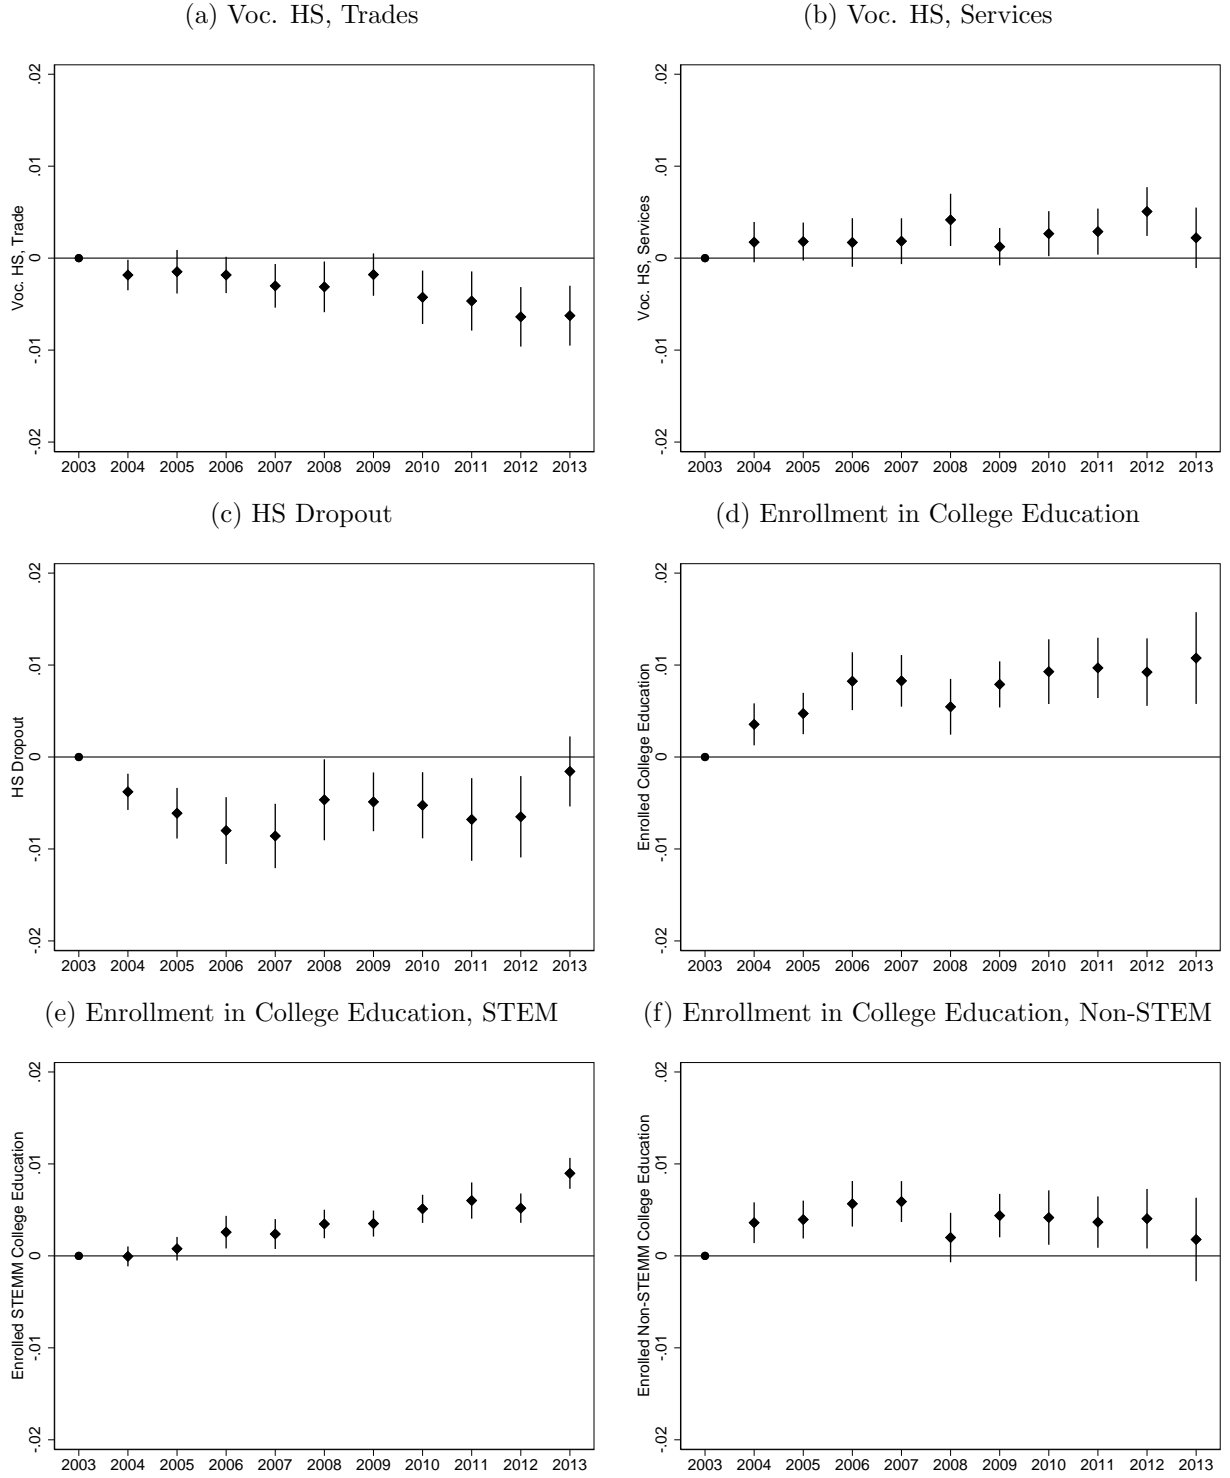 (a) Voc. HS, Trades
(b) Voc. HS, Services
Voc. HS, Trade
.02
.01
0
-.01
-.02
2003 2004 2005 2006 2007 2008 2009 2010 2011 2012 2013
Voc. HS, Services
.02
.01
0
-.01
-.02
2003 2004 2005 2006 2007 2008 2009 2010 2011 2012 2013
(c) HS Dropout
(d) Enrollment in College Education
HS Dropout
.02
.01
0
-.01
-.02
2003 2004 2005 2006 2007 2008 2009 2010 2011 2012 2013
Enrolled College Education
.02
.01
0
-.01
-.02
2003 2004 2005 2006 2007 2008 2009 2010 2011 2012 2013
(e) Enrollment in College Education, STEM
(f) Enrollment in College Education, Non-STEM
Enrolled STEMM College Education
.02
.01
0
-.01
-.02
2003 2004 2005 2006 2007 2008 2009 2010 2011 2012 2013
Enrolled Non-STEMM College Education
.02
.01
0
-.01
-.02
2003 2004 2005 2006 2007 2008 2009 2010 2011 2012 2013